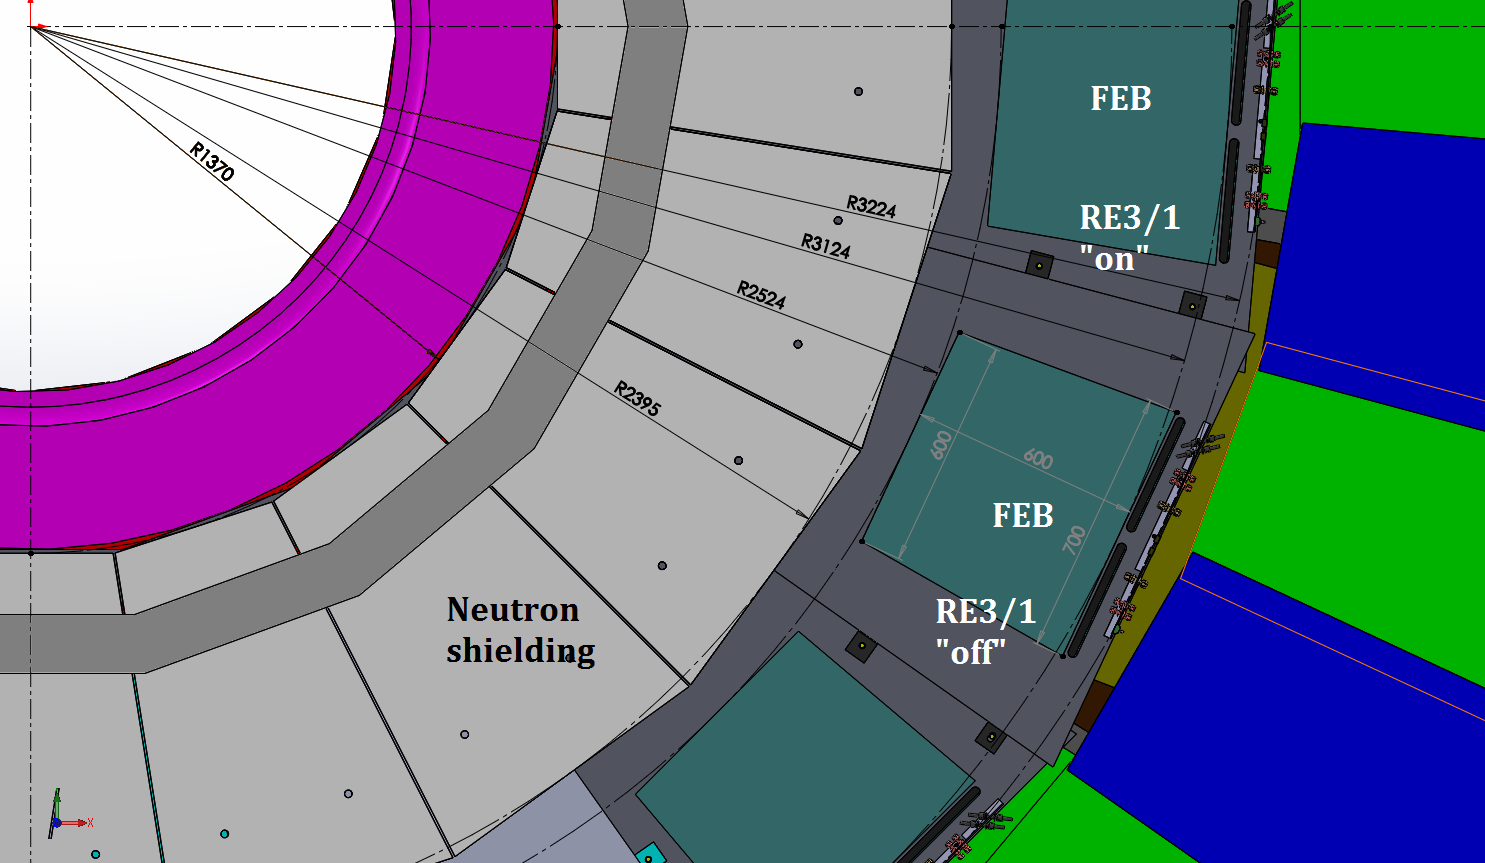 FEB
R1370
R3224
RE3/1
"on"
R3124
R2524
R2395
600
600
FEB
700
Neutron
shielding
RE3/1
"off"
X